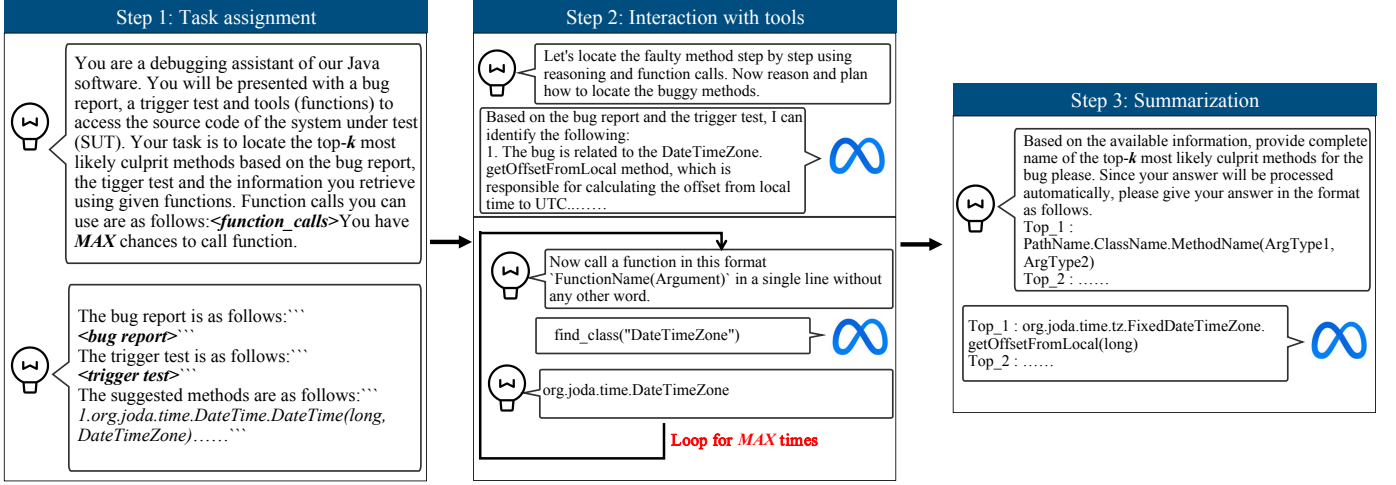 Step 1: Task assignment
You are a debugging assistant of our Java
software. You will be presented with a bug
report, a trigger test and tools (functions) to
access the source code of the system under test
(SUT). Your task is to locate the top-k most
likely culprit methods based on the bug report,
the tigger test and the information you retrieve
using given functions. Function calls you can
use are as follows:<function_calls>You have
MAX chances to call function.
The bug report is as follows:```
<bug report>```
The trigger test is as follows:```
<trigger test>```
The suggested methods are as follows:```
1.org.joda.time.DateTime.DateTime(long,
DateTimeZone)……```
Step 2: Interaction with tools
Let's locate the faulty method step by step using
reasoning and function calls. Now reason and plan
how to locate the buggy methods.
Based on the bug report and the trigger test, I can
identify the following:
1. The bug is related to the DateTimeZone.
getOffsetFromLocal method, which is
responsible for calculating the offset from local
time to UTC..……
Now call a function in this format
`FunctionName(Argument)` in a single line without
any other word.
find_class("DateTimeZone")
org.joda.time.DateTimeZone
Loop for MAX times
Step 3: Summarization
Based on the available information, provide complete
name of the top-k most likely culprit methods for the
bug please. Since your answer will be processed
automatically, please give your answer in the format
as follows.
Top_1 :
PathName.ClassName.MethodName(ArgType1,
ArgType2)
Top_2 : ……
Top_1 : org.joda.time.tz.FixedDateTimeZone.
getOffsetFromLocal(long)
Top_2 : ……